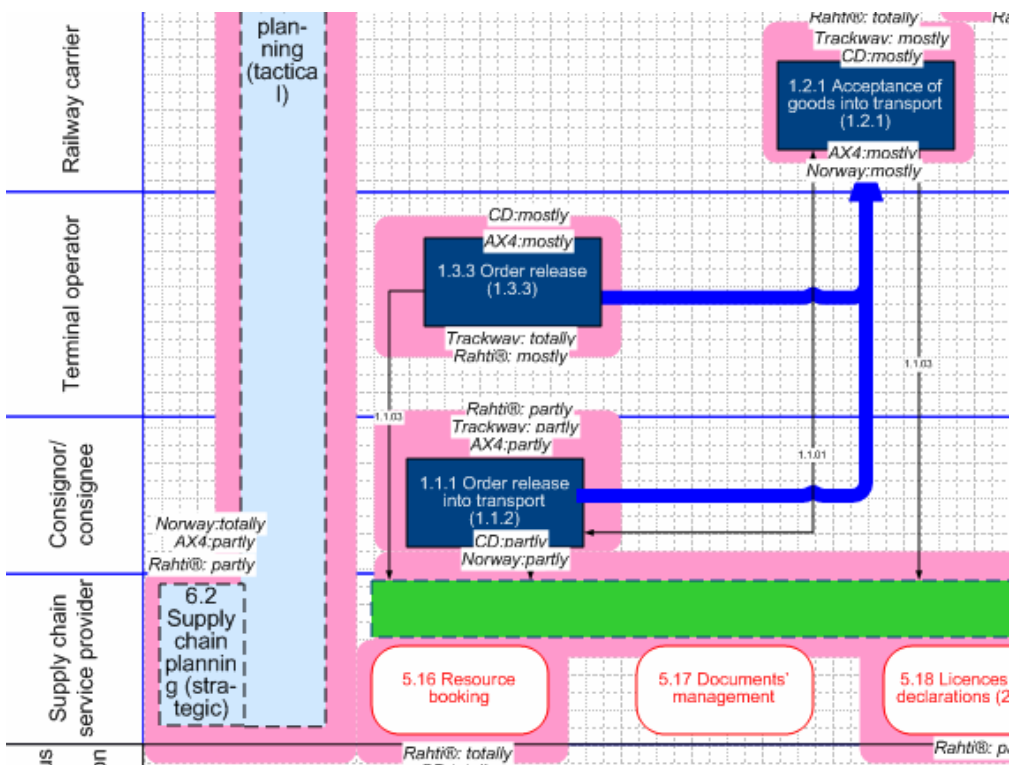 Rahti®: totally
Trackway: mostly
CD:mostly
1.2.1 Acceptance of
goods into transport
(1.2.1)
AX4:mostly
Norway:mostly
Railway carrier
plan-
ning
(tactica
l)
Terminal operator
CD:mostly
AX4:mostly
1.3.3 Order release
(1.3.3)
Trackway: totally
Rahti®: mostly
1.1.03
1.1.03
Consignor/
consignee
Rahti®: partly
Trackway: partly
AX4:partly
1.1.1 Order release
into transport
(1.1.2)
CD:partly
Norway:partly
1.1.01
Norway:totally
AX4:partly
Rahti®: partly
Supply chain
service provider
6.2
Supply
chain
plannin
g (stra-
tegic)
5.16 Resource
booking
5.17 Documents'
management
5.18 Licences
declarations (2
Rahti®: totally
Rahti®: pa
us
on